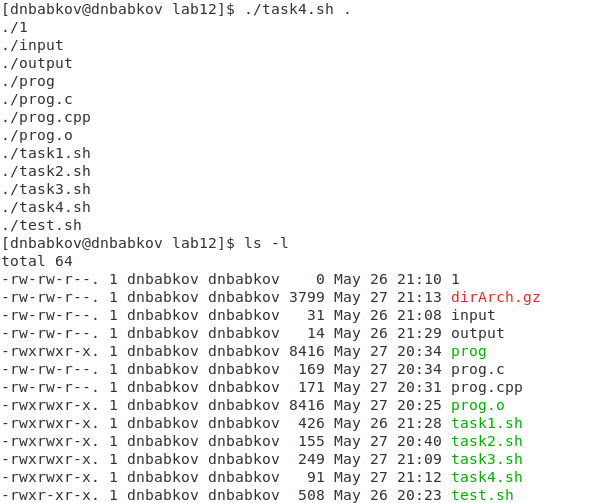 [dnbabkov@dnbabkov lab12]$ ./task4.sh .
./1
./input
./output
./prog
./prog.c
./prog.cpp
./prog.o
./task1.sh
./task2.sh
./task3.sh
./task4.sh
./test.sh
[dnbabkov@dnbabkov lab12]$ ls -l
total 64
-rw-rw-r--. 1 dnbabkov dnbabkov    0 May 26 21:10 1
-rw-rw-r--. 1 dnbabkov dnbabkov 3799 May 27 21:13 dirArch.gz
-rw-rw-r--. 1 dnbabkov dnbabkov   31 May 26 21:08 input
-rw-rw-r--. 1 dnbabkov dnbabkov   14 May 26 21:29 output
-rwxrwxr-x. 1 dnbabkov dnbabkov 8416 May 27 20:34 prog
-rw-rw-r--. 1 dnbabkov dnbabkov  169 May 27 20:34 prog.c
-rw-rw-r--. 1 dnbabkov dnbabkov  171 May 27 20:31 prog.cpp
-rwxrwxr-x. 1 dnbabkov dnbabkov 8416 May 27 20:25 prog.o
-rwxrwxr-x. 1 dnbabkov dnbabkov  426 May 26 21:28 task1.sh
-rwxrwxr-x. 1 dnbabkov dnbabkov  155 May 27 20:40 task2.sh
-rwxrwxr-x. 1 dnbabkov dnbabkov  249 May 27 21:09 task3.sh
-rwxrwxr-x. 1 dnbabkov dnbabkov   91 May 27 21:12 task4.sh
-rwxr-xr-x. 1 dnbabkov dnbabkov  508 May 26 20:23 test.sh